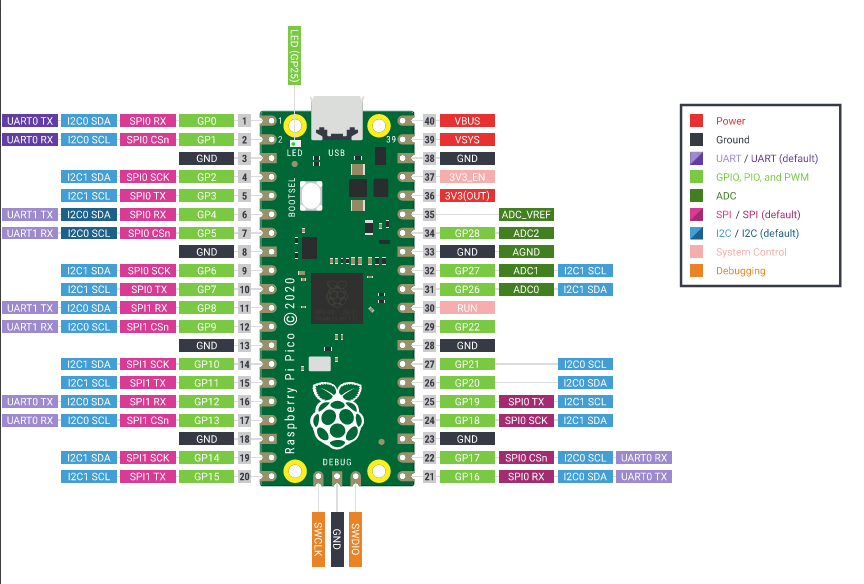 LED (GP25)
UART0 TX I2C0 SDA SPI0 RX GP0 1 1 40 VBUS
UART0 RX I2C0 SCL SPI0 CSn GP1 2 2 39 39 VSYS
LED USB
GND 3 38 GND
I2C1 SDA SPI0 SCK GP2 4 37 3V3_EN
I2C1 SCL SPI0 TX GP3 5 36 3V3(OUT)
BOOTSEL
UART1 TX I2C0 SDA SPI0 RX GP4 6 35 ADC_VREF
UART1 RX I2C0 SCL SPI0 CSn GP5 7 34 GP28 ADC2
GND 8 33 GND AGND
I2C1 SDA SPI0 SCK GP6 9 32 GP27 ADC1 I2C1 SCL
I2C1 SCL SPI0 TX GP7 10 31 GP26 ADC0 I2C1 SDA
UART1 TX I2C0 SDA SPI1 RX GP8 11 30 RUN
UART1 RX I2C0 SCL SPI1 CSn GP9 12 29 GP22
GND 13 28 GND
Raspberry Pi Pico © 2020
I2C1 SDA SPI1 SCK GP10 14 27 GP21 I2C0 SCL
I2C1 SCL SPI1 TX GP11 15 26 GP20 I2C0 SDA
UART0 TX I2C0 SDA SPI1 RX GP12 16 25 GP19 SPI0 TX I2C1 SCL
UART0 RX I2C0 SCL SPI1 CSn GP13 17 24 GP18 SPI0 SCK I2C1 SDA
GND 18 23 GND
DEBUG
I2C1 SDA SPI1 SCK GP14 19 22 GP17 SPI0 CSn I2C0 SCL UART0 RX
I2C1 SCL SPI1 TX GP15 20 21 GP16 SPI0 RX I2C0 SDA UART0 TX
SWCLK
GND
SWDIO
Power
Ground
UART / UART (default)
GPIO, PIO, and PWM
ADC
SPI / SPI (default)
I2C / I2C (default)
System Control
Debugging